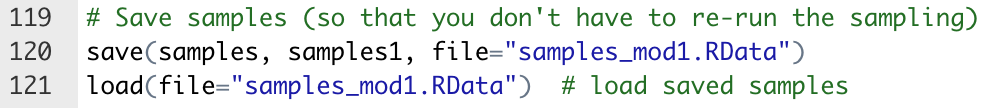 119 # Save samples (so that you don't have to re-run the sampling)
120 save(samples, samples1, file="samples_mod1.RData")
121 load(file="samples_mod1.RData")  # load saved samples